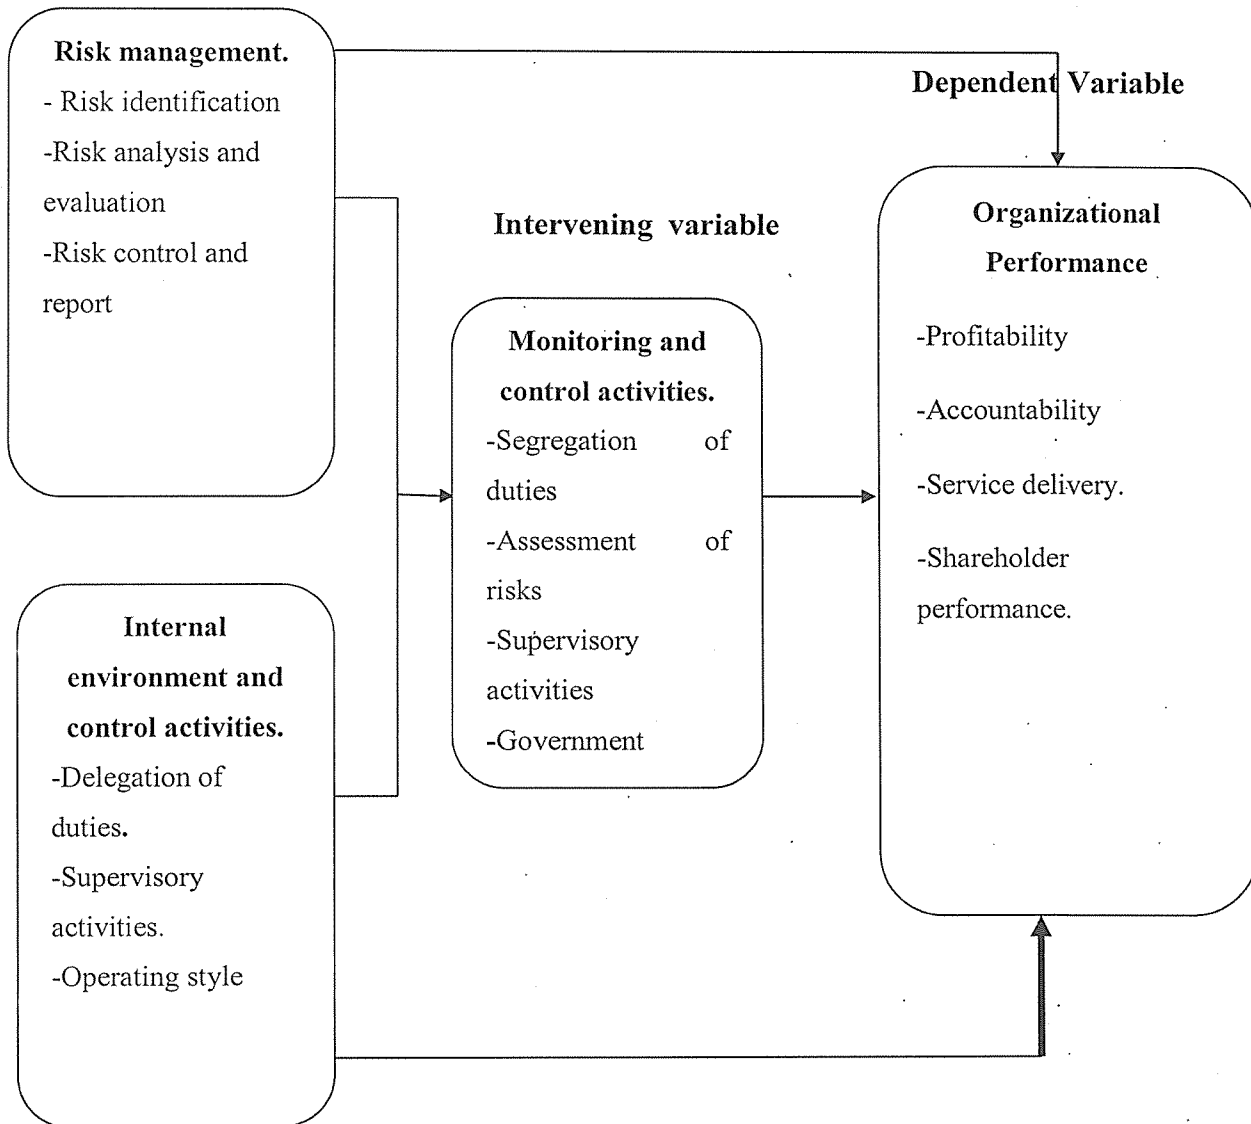 Risk management.
- Risk identification
-Risk analysis and
evaluation
-Risk control and
report
Internal
environment and
control activities.
-Delegation of
duties.
-Supervisory
activities.
-Operating style
Intervening variable
Monitoring and
control activities.
-Segregation of
duties
-Assessment of
risks
-Supervisory
activities
-Government
Dependent Variable
Organizational
Performance
-Profitability
-Accountability
-Service delivery.
-Shareholder
performance.